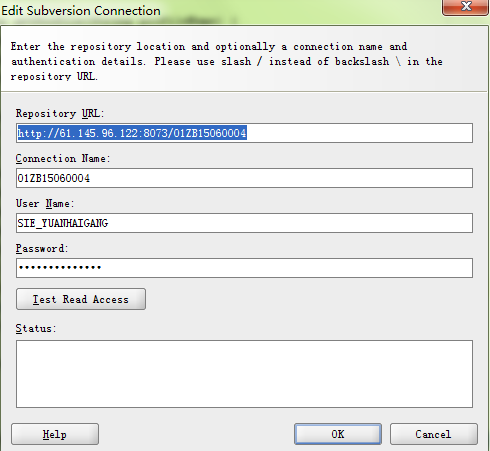 Edit Subversion Connection
Enter the repository location and optionally a connection name and
authentication details. Please use slash / instead of backslash \ in the
repository URL.
Repository URL:
http://61.145.96.122:8073/01ZB15060004
Connection Name:
01ZB15060004
User Name:
SIE_YUANHAIGANG
Password:
••••••••••••••
Test Read Access
Status:
Help
OK
Cancel